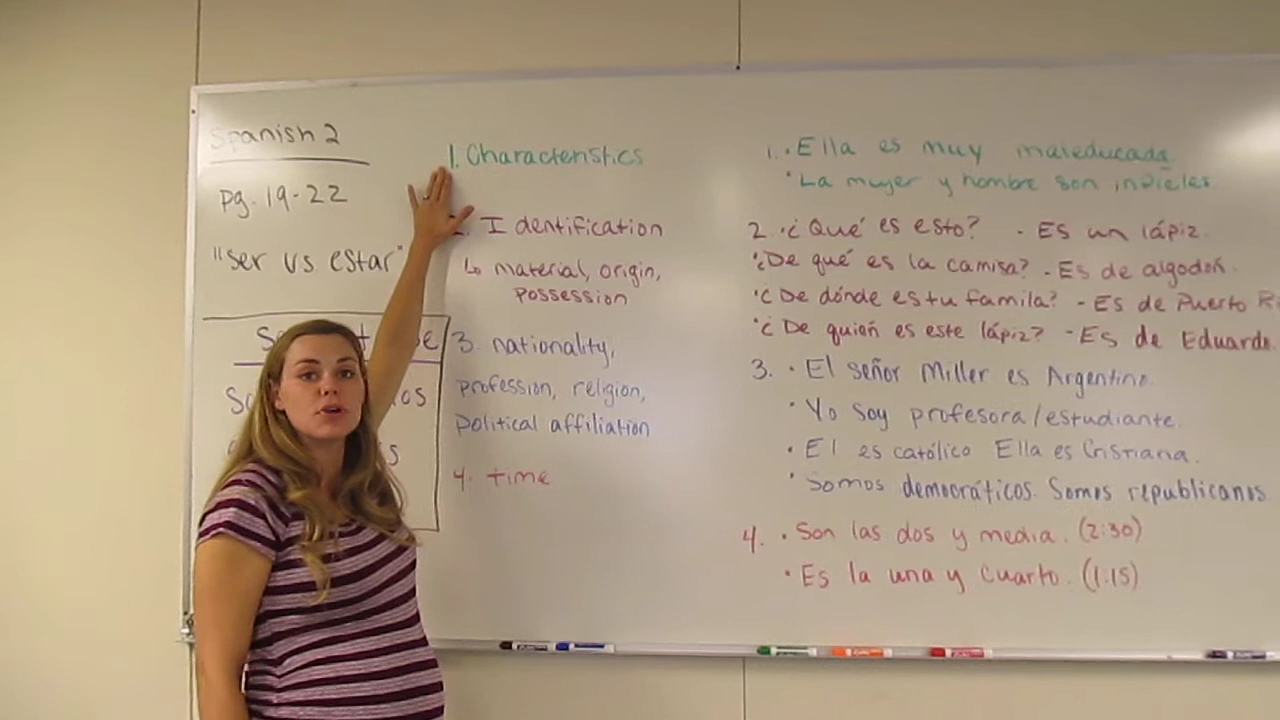 Spanish 2
pg. 19-22
"ser vs estar"
1. Characteristics
2. Identification
↳ material, origin,
possession
3. nationality,
profession, religion,
political affiliation
4. time
1. • Ella es muy maleducada
• La mujer y hombre son infieles.
2. • ¿Qué es esto? - Es un lápiz.
• ¿De qué es la camisa? - Es de algodón.
• ¿De dónde es tu famila? - Es de Puerto
• ¿De quién es este lápiz? - Es de Eduardo.
3. • El señor Miller es Argentino.
• Yo soy profesora/estudiante.
• El es católico Ella es Cristiana.
• Somos democráticos. Somos republicanos.
4. • Son las dos y media. (2:30)
• Es la una y cuarto. (1:15)